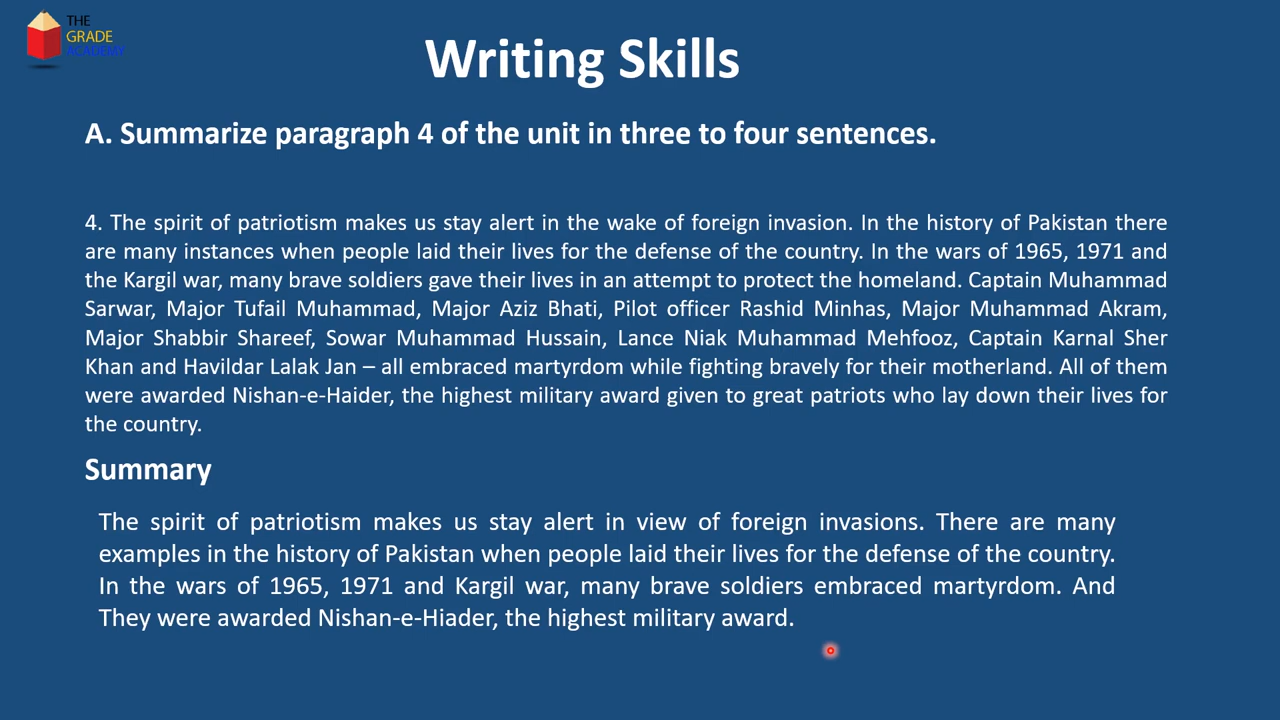 THE
GRADE
ACADEMY
Writing Skills
A. Summarize paragraph 4 of the unit in three to four sentences.
4. The spirit of patriotism makes us stay alert in the wake of foreign invasion. In the history of Pakistan there
are many instances when people laid their lives for the defense of the country. In the wars of 1965, 1971 and
the Kargil war, many brave soldiers gave their lives in an attempt to protect the homeland. Captain Muhammad
Sarwar, Major Tufail Muhammad, Major Aziz Bhati, Pilot officer Rashid Minhas, Major Muhammad Akram,
Major Shabbir Shareef, Sowar Muhammad Hussain, Lance Niak Muhammad Mehfooz, Captain Karnal Sher
Khan and Havildar Lalak Jan – all embraced martyrdom while fighting bravely for their motherland. All of them
were awarded Nishan-e-Haider, the highest military award given to great patriots who lay down their lives for
the country.
Summary
The spirit of patriotism makes us stay alert in view of foreign invasions. There are many
examples in the history of Pakistan when people laid their lives for the defense of the country.
In the wars of 1965, 1971 and Kargil war, many brave soldiers embraced martyrdom. And
They were awarded Nishan-e-Hiader, the highest military award.